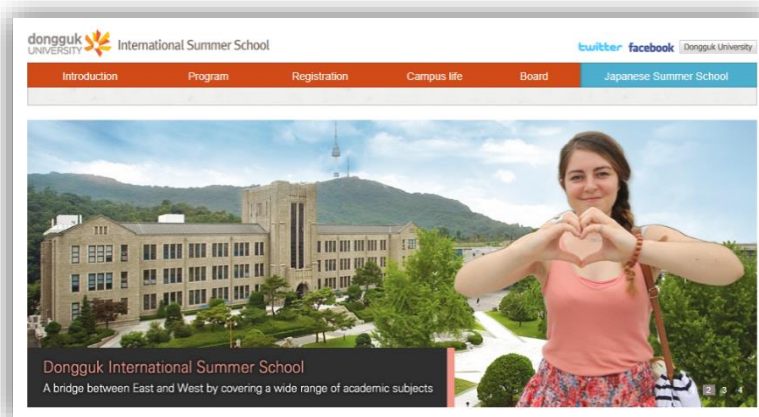 dongguk
UNIVERSITY
International Summer School
twitter facebook Dongguk University
Introduction Program Registration Campus life Board Japanese Summer School
Dongguk International Summer School
A bridge between East and West by covering a wide range of academic subjects
2 3 4